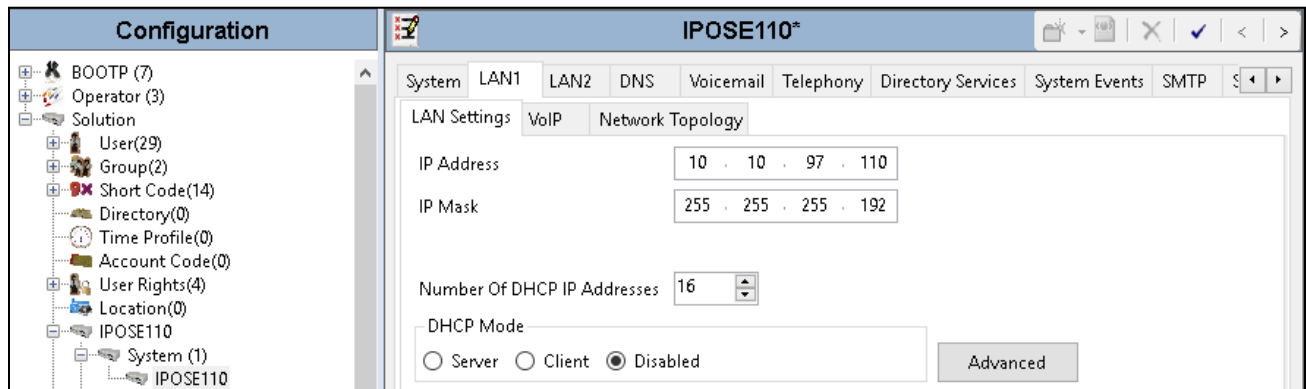 Configuration
BOOTP (7)
Operator (3)
Solution
User(29)
Group(2)
Short Code(14)
Directory(0)
Time Profile(0)
Account Code(0)
User Rights(4)
Location(0)
IPOSE110
System (1)
IPOSE110
IPOSE110*
System LAN1 LAN2 DNS Voicemail Telephony Directory Services System Events SMTP
LAN Settings VoIP Network Topology
IP Address 10 . 10 . 97 . 110
IP Mask 255 . 255 . 255 . 192
Number Of DHCP IP Addresses 16
DHCP Mode
Server Client Disabled Advanced